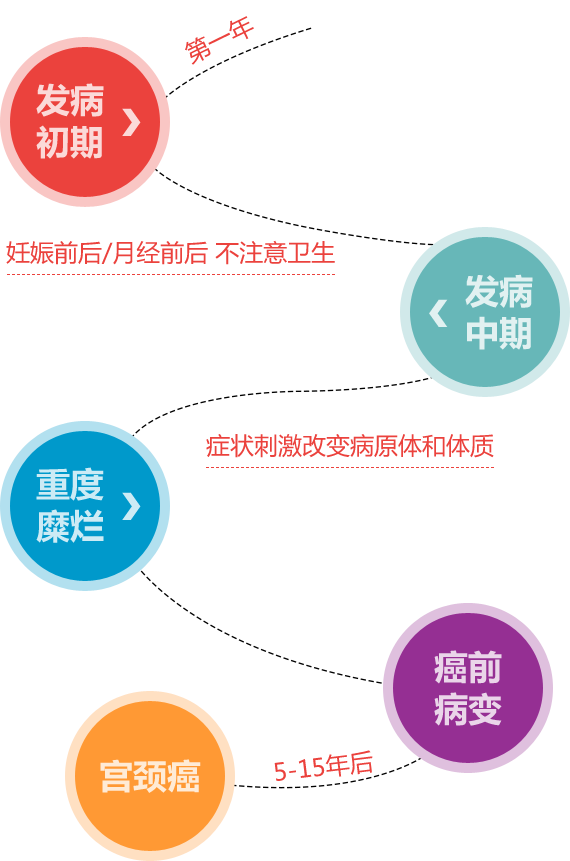 第一年
发病
初期
妊娠前后/月经前后 不注意卫生
发病
中期
症状刺激改变病原体和体质
重度
糜烂
癌前
病变
5-15年后
宫颈癌